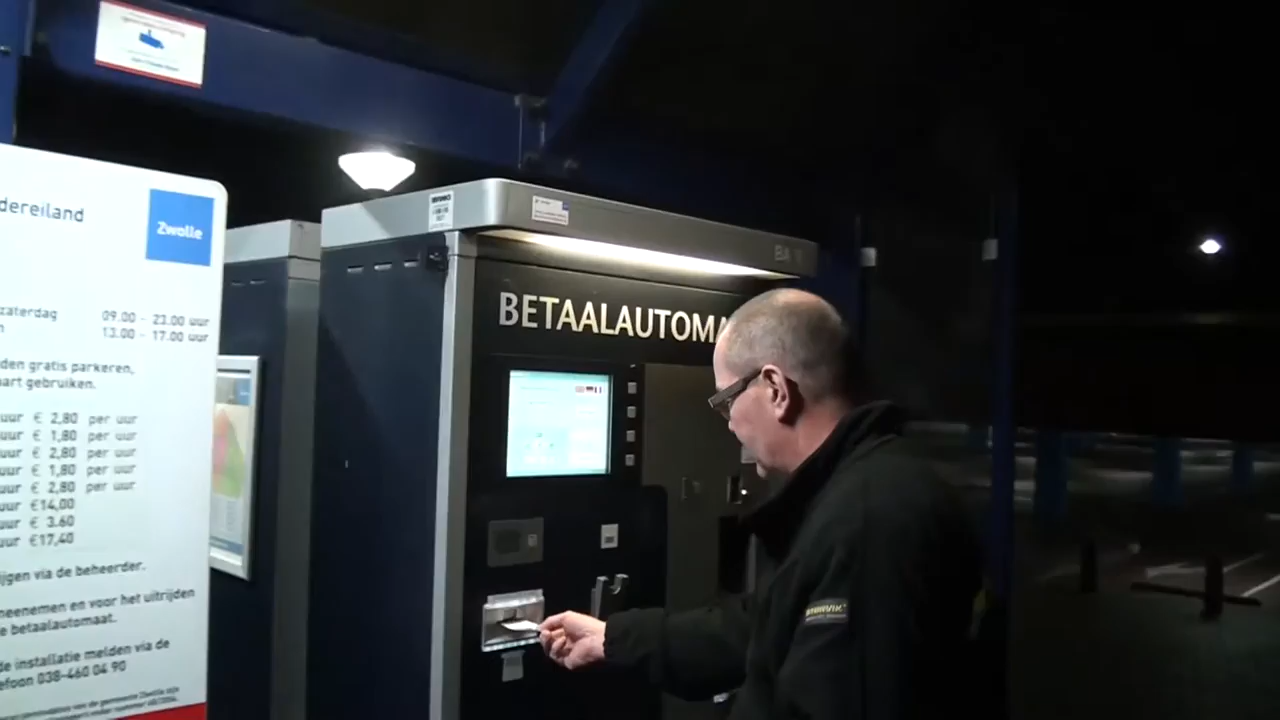 dereiland
Zwolle
zaterdag 09.00 - 23.00 uur
n 13.00 - 17.00 uur
den gratis parkeren,
aart gebruiken.
uur € 2,80 per uur
uur € 1,80 per uur
uur € 2,80 per uur
uur € 1,80 per uur
uur € 2,80 per uur
uur €14,00
uur € 3.60
uur €17,40
ijgen via de beheerder.
meenemen en voor het uitrijden
e betaalautomaat.
de installatie melden via de
efoon 038-460 04 90
BETAALAUTOMA